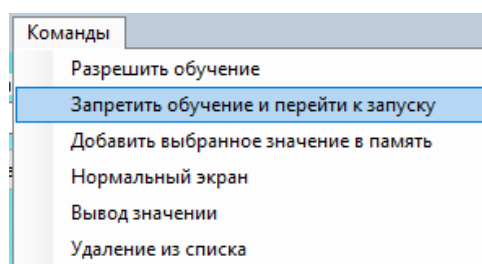 Команды
Разрешить обучение
Запретить обучение и перейти к запуску
Добавить выбранное значение в память
Нормальный экран
Вывод значении
Удаление из списка